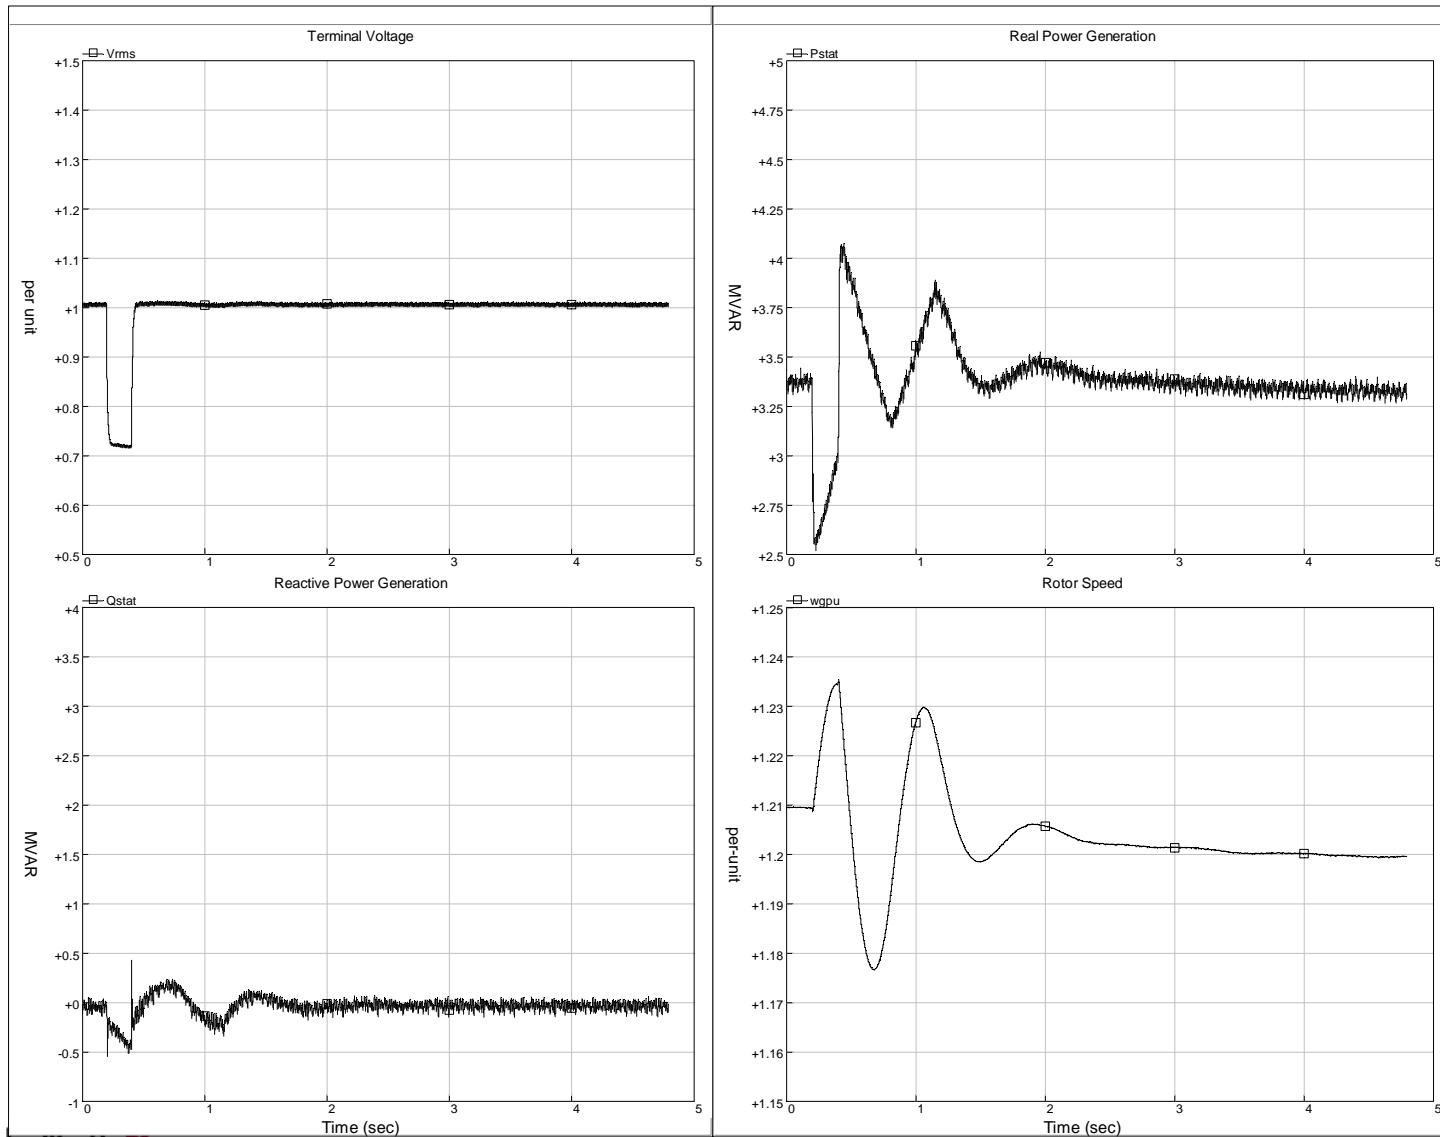 Terminal Voltage
Vrms
+1.5
+1.4
+1.3
+1.2
+1.1
+1
+0.9
+0.8
+0.7
+0.6
+0.5
per unit
0 1 2 3 4 5
Real Power Generation
Pstat
+5
+4.75
+4.5
+4.25
+4
+3.75
+3.5
+3.25
+3
+2.75
+2.5
MVAR
0 1 2 3 4 5
Reactive Power Generation
Qstat
+4
+3.5
+3
+2.5
+2
+1.5
+1
+0.5
+0
-0.5
-1
MVAR
0 1 2 3 4 5
Time (sec)
Rotor Speed
wgpu
+1.25
+1.24
+1.23
+1.22
+1.21
+1.2
+1.19
+1.18
+1.17
+1.16
+1.15
per-unit
0 1 2 3 4 5
Time (sec)